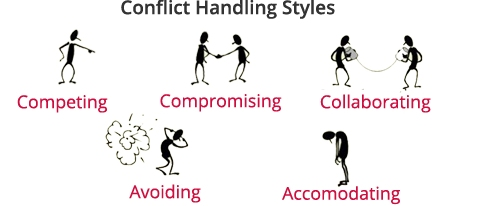 Conflict Handling Styles
Competing
Compromising
Collaborating
Avoiding
Accomodating